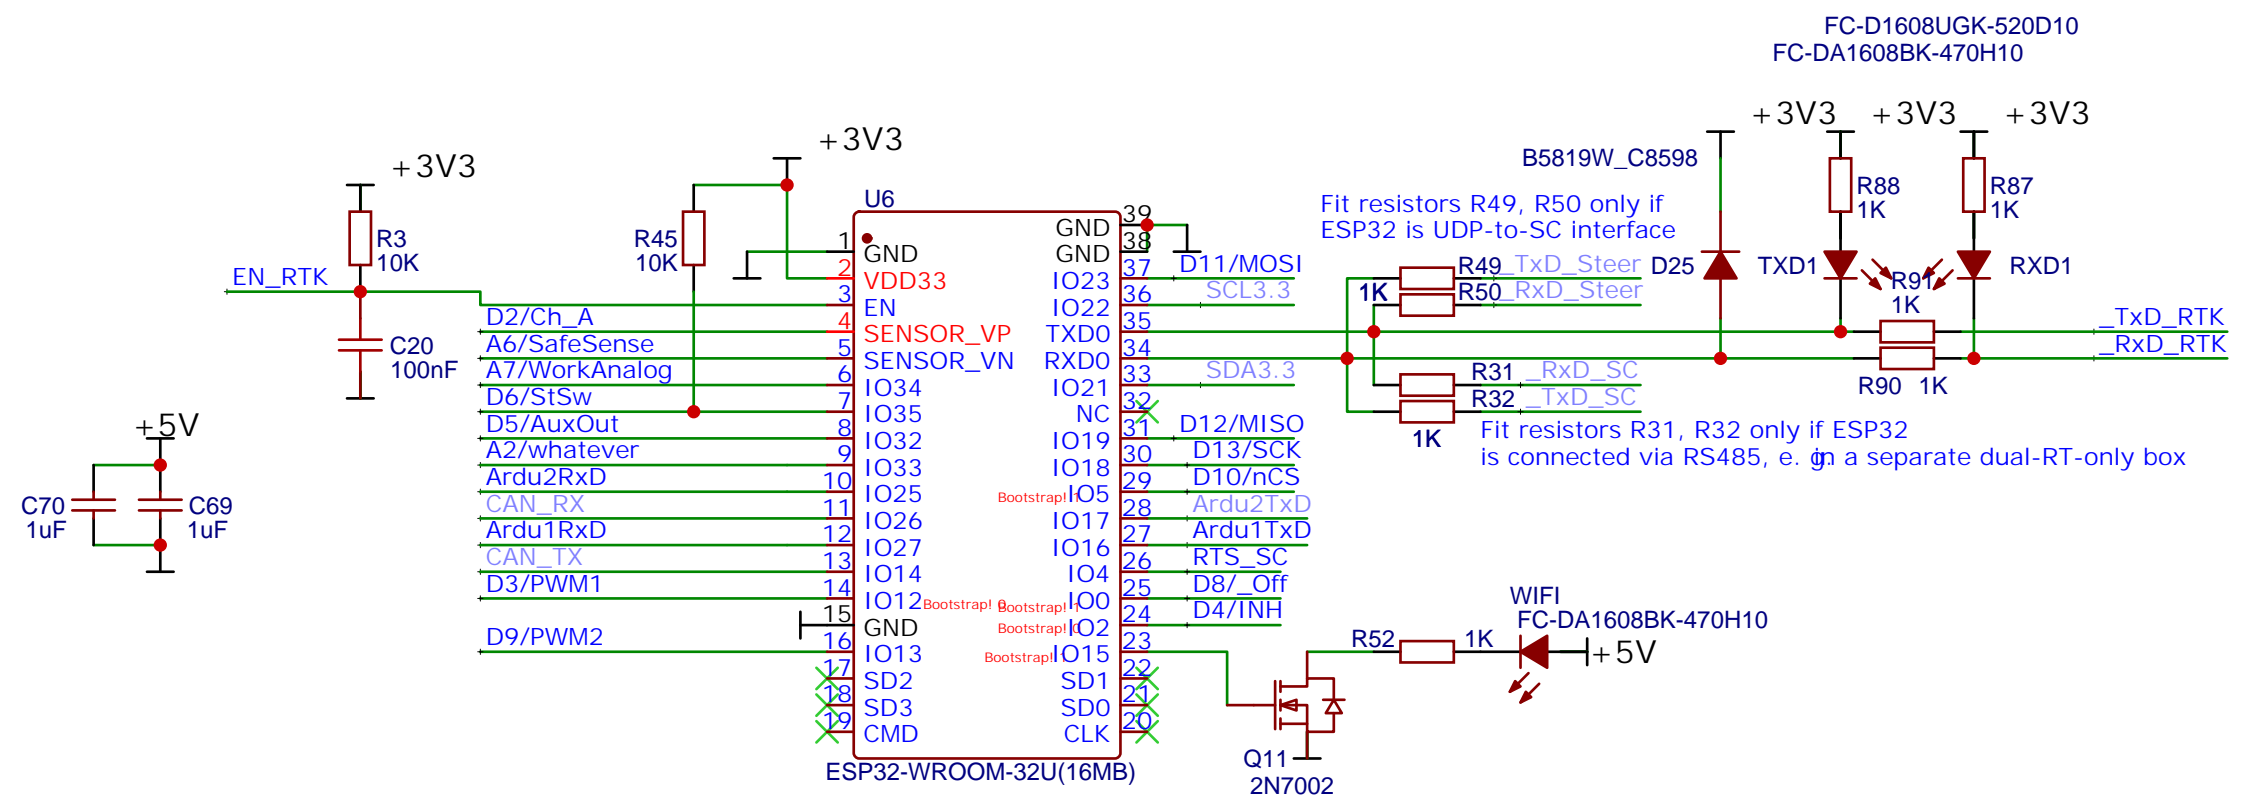 FC-D1608UGK-520D10
FC-DA1608BK-470H10
+3V3
+3V3
+3V3
+3V3
+3V3
B5819W_C8598
U6
R88
1K
R87
1K
Fit resistors R49, R50 only if
ESP32 is UDP-to-SC interface
R3
10K
R45
10K
EN_RTK
D25
TXD1
RXD1
R91
1K
R49
_TxD_Steer
1K
R50
_RxD_Steer
_TxD_RTK
_RxD_RTK
R90 1K
C20
100nF
R31
_RxD_SC
R32
_TxD_SC
1K
Fit resistors R31, R32 only if ESP32
is connected via RS485, e. g. in a separate dual-RT-only box
+5V
C70
1uF
C69
1uF
1 GND
2 VDD33
3 EN
D2/Ch_A 4 SENSOR_VP
A6/SafeSense 5 SENSOR_VN
A7/WorkAnalog 6 IO34
D6/StSw 7 IO35
D5/AuxOut 8 IO32
A2/whatever 9 IO33
Ardu2RxD 10 IO25
CAN_RX 11 IO26
Ardu1RxD 12 IO27
CAN_TX 13 IO14
D3/PWM1 14 IO12 Bootstrap! 0
15 GND
D9/PWM2 16 IO13
17 SD2
18 SD3
19 CMD
GND 39
GND 38
IO23 37 D11/MOSI
IO22 36 SCL3.3
TXD0 35
RXD0 34
IO21 33 SDA3.3
NC 32
IO19 31 D12/MISO
IO18 30 D13/SCK
Bootstrap! 1 IO5 29 D10/nCS
IO17 28 Ardu2TxD
IO16 27 Ardu1TxD
IO4 26 RTS_SC
Bootstrap! 1 IO0 25 D8/_Off
Bootstrap! 0 IO2 24 D4/INH
Bootstrap! IO15 23
SD1 22
SD0 21
CLK 20
ESP32-WROOM-32U(16MB)
WIFI
FC-DA1608BK-470H10
R52
1K
+5V
Q11
2N7002